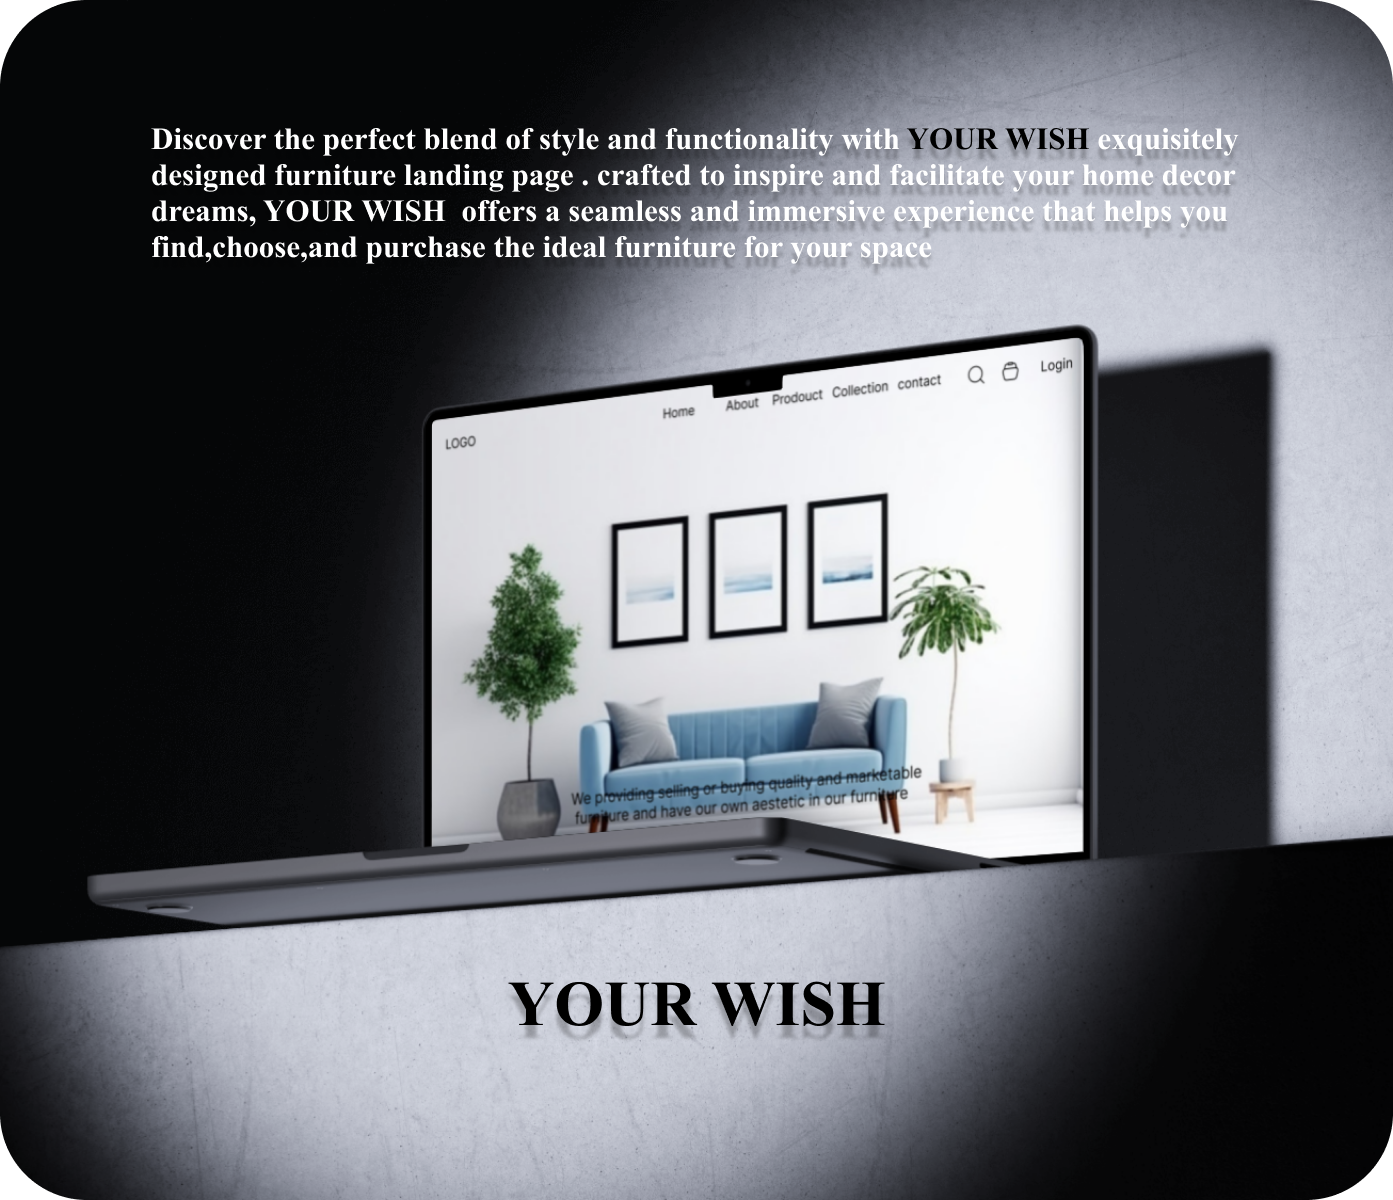 Discover the perfect blend of style and functionality with YOUR WISH exquisitely
designed furniture landing page . crafted to inspire and facilitate your home decor
dreams, YOUR WISH  offers a seamless and immersive experience that helps you
find,choose,and purchase the ideal furniture for your space
Home About Prodouct Collection contact Login
LOGO
We providing selling or buying quality and marketable
furniture and have our own aestetic in our furniture
YOUR WISH